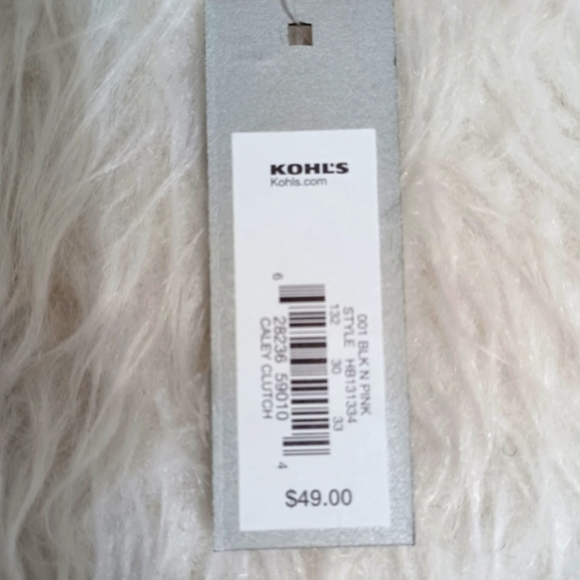 KOHL'S
Kohls.com
001 BLK N PINK
STYLE HB131334
132 30 33
6 28236 59010 4
CALEY CLUTCH
$49.00